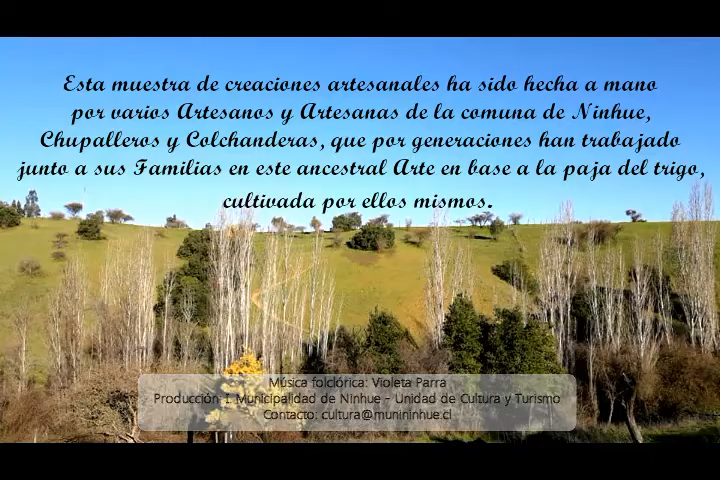 Esta muestra de creaciones artesanales ha sido hecha a mano
por varios Artesanos y Artesanas de la comuna de Ninhue,
Chupalleros y Colchanderas, que por generaciones han trabajado
junto a sus Familias en este ancestral Arte en base a la paja del trigo,
cultivada por ellos mismos.
Música folclórica: Violeta Parra
Producción: I. Municipalidad de Ninhue - Unidad de Cultura y Turismo
Contacto: cultura@munininhue.cl